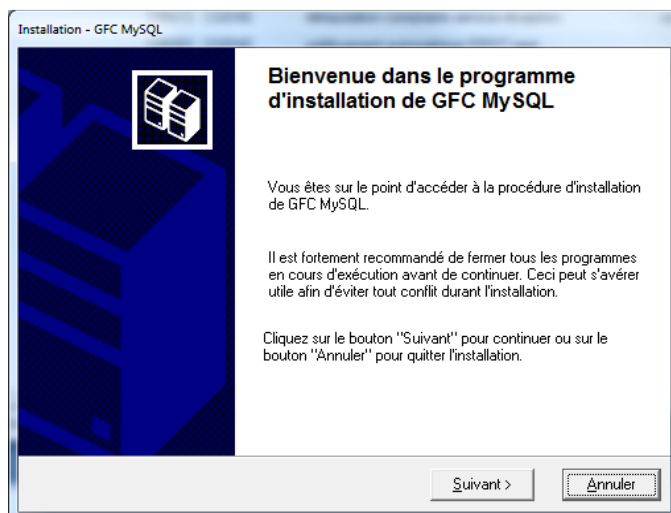 Installation - GFC MySQL
Bienvenue dans le programme
d'installation de GFC MySQL
Vous êtes sur le point d'accéder à la procédure d'installation
de GFC MySQL.
Il est fortement recommandé de fermer tous les programmes
en cours d'exécution avant de continuer. Ceci peut s'avérer
utile afin d'éviter tout conflit durant l'installation.
Cliquez sur le bouton "Suivant" pour continuer ou sur le
bouton "Annuler" pour quitter l'installation.
Suivant >
Annuler